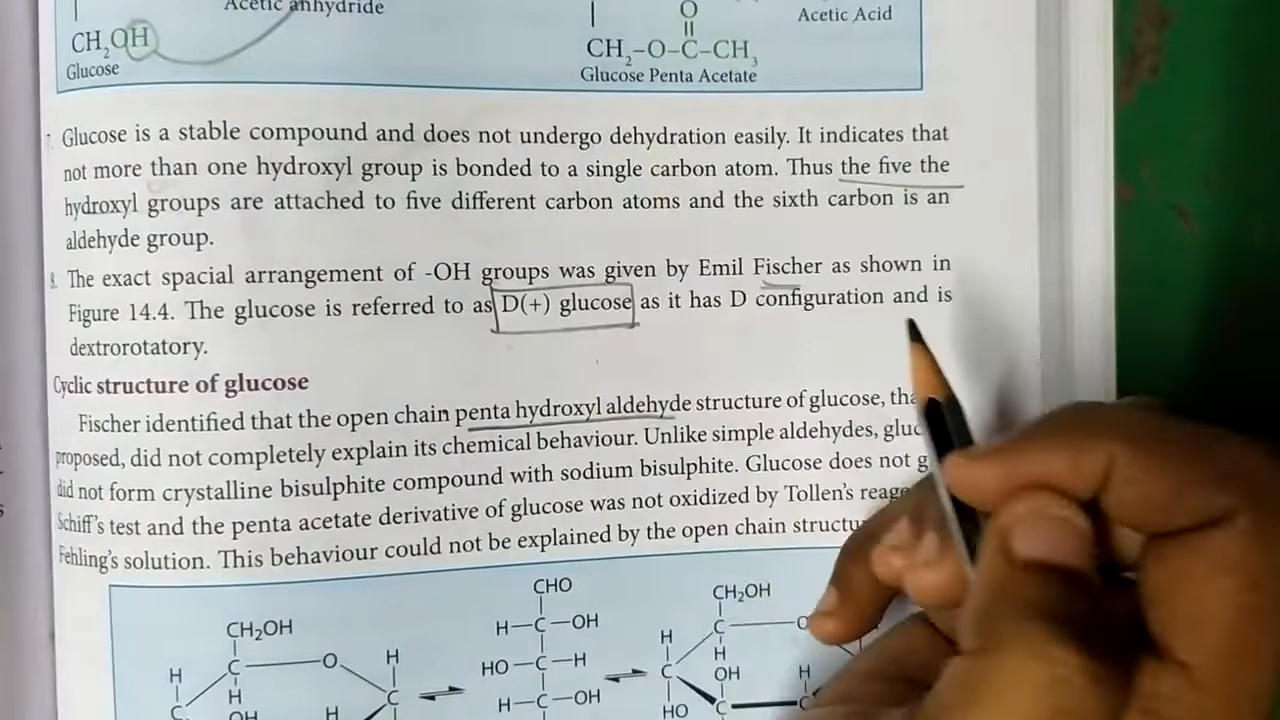 Acetic anhydride
CH₂OH
Glucose
O
CH₂–O–C–CH₃
Glucose Penta Acetate
Acetic Acid
Glucose is a stable compound and does not undergo dehydration easily. It indicates that
not more than one hydroxyl group is bonded to a single carbon atom. Thus the five the
hydroxyl groups are attached to five different carbon atoms and the sixth carbon is an
aldehyde group.
8. The exact spacial arrangement of -OH groups was given by Emil Fischer as shown in
Figure 14.4. The glucose is referred to as D(+) glucose as it has D configuration and is
dextrorotatory.
Cyclic structure of glucose
Fischer identified that the open chain penta hydroxyl aldehyde structure of glucose,
proposed, did not completely explain its chemical behaviour. Unlike simple aldehydes,
did not form crystalline bisulphite compound with sodium bisulphite. Glucose does not
Schiff's test and the penta acetate derivative of glucose was not oxidized by Tollen's
Fehling's solution. This behaviour could not be explained by the open chain
CHO
CH₂OH
H–C–OH
CH₂OH
C O
H
HO–C–H
H
C O
H
H
C
H
C
H
C
H–C–OH
C
OH
H
C
OH
H
HO
C
C